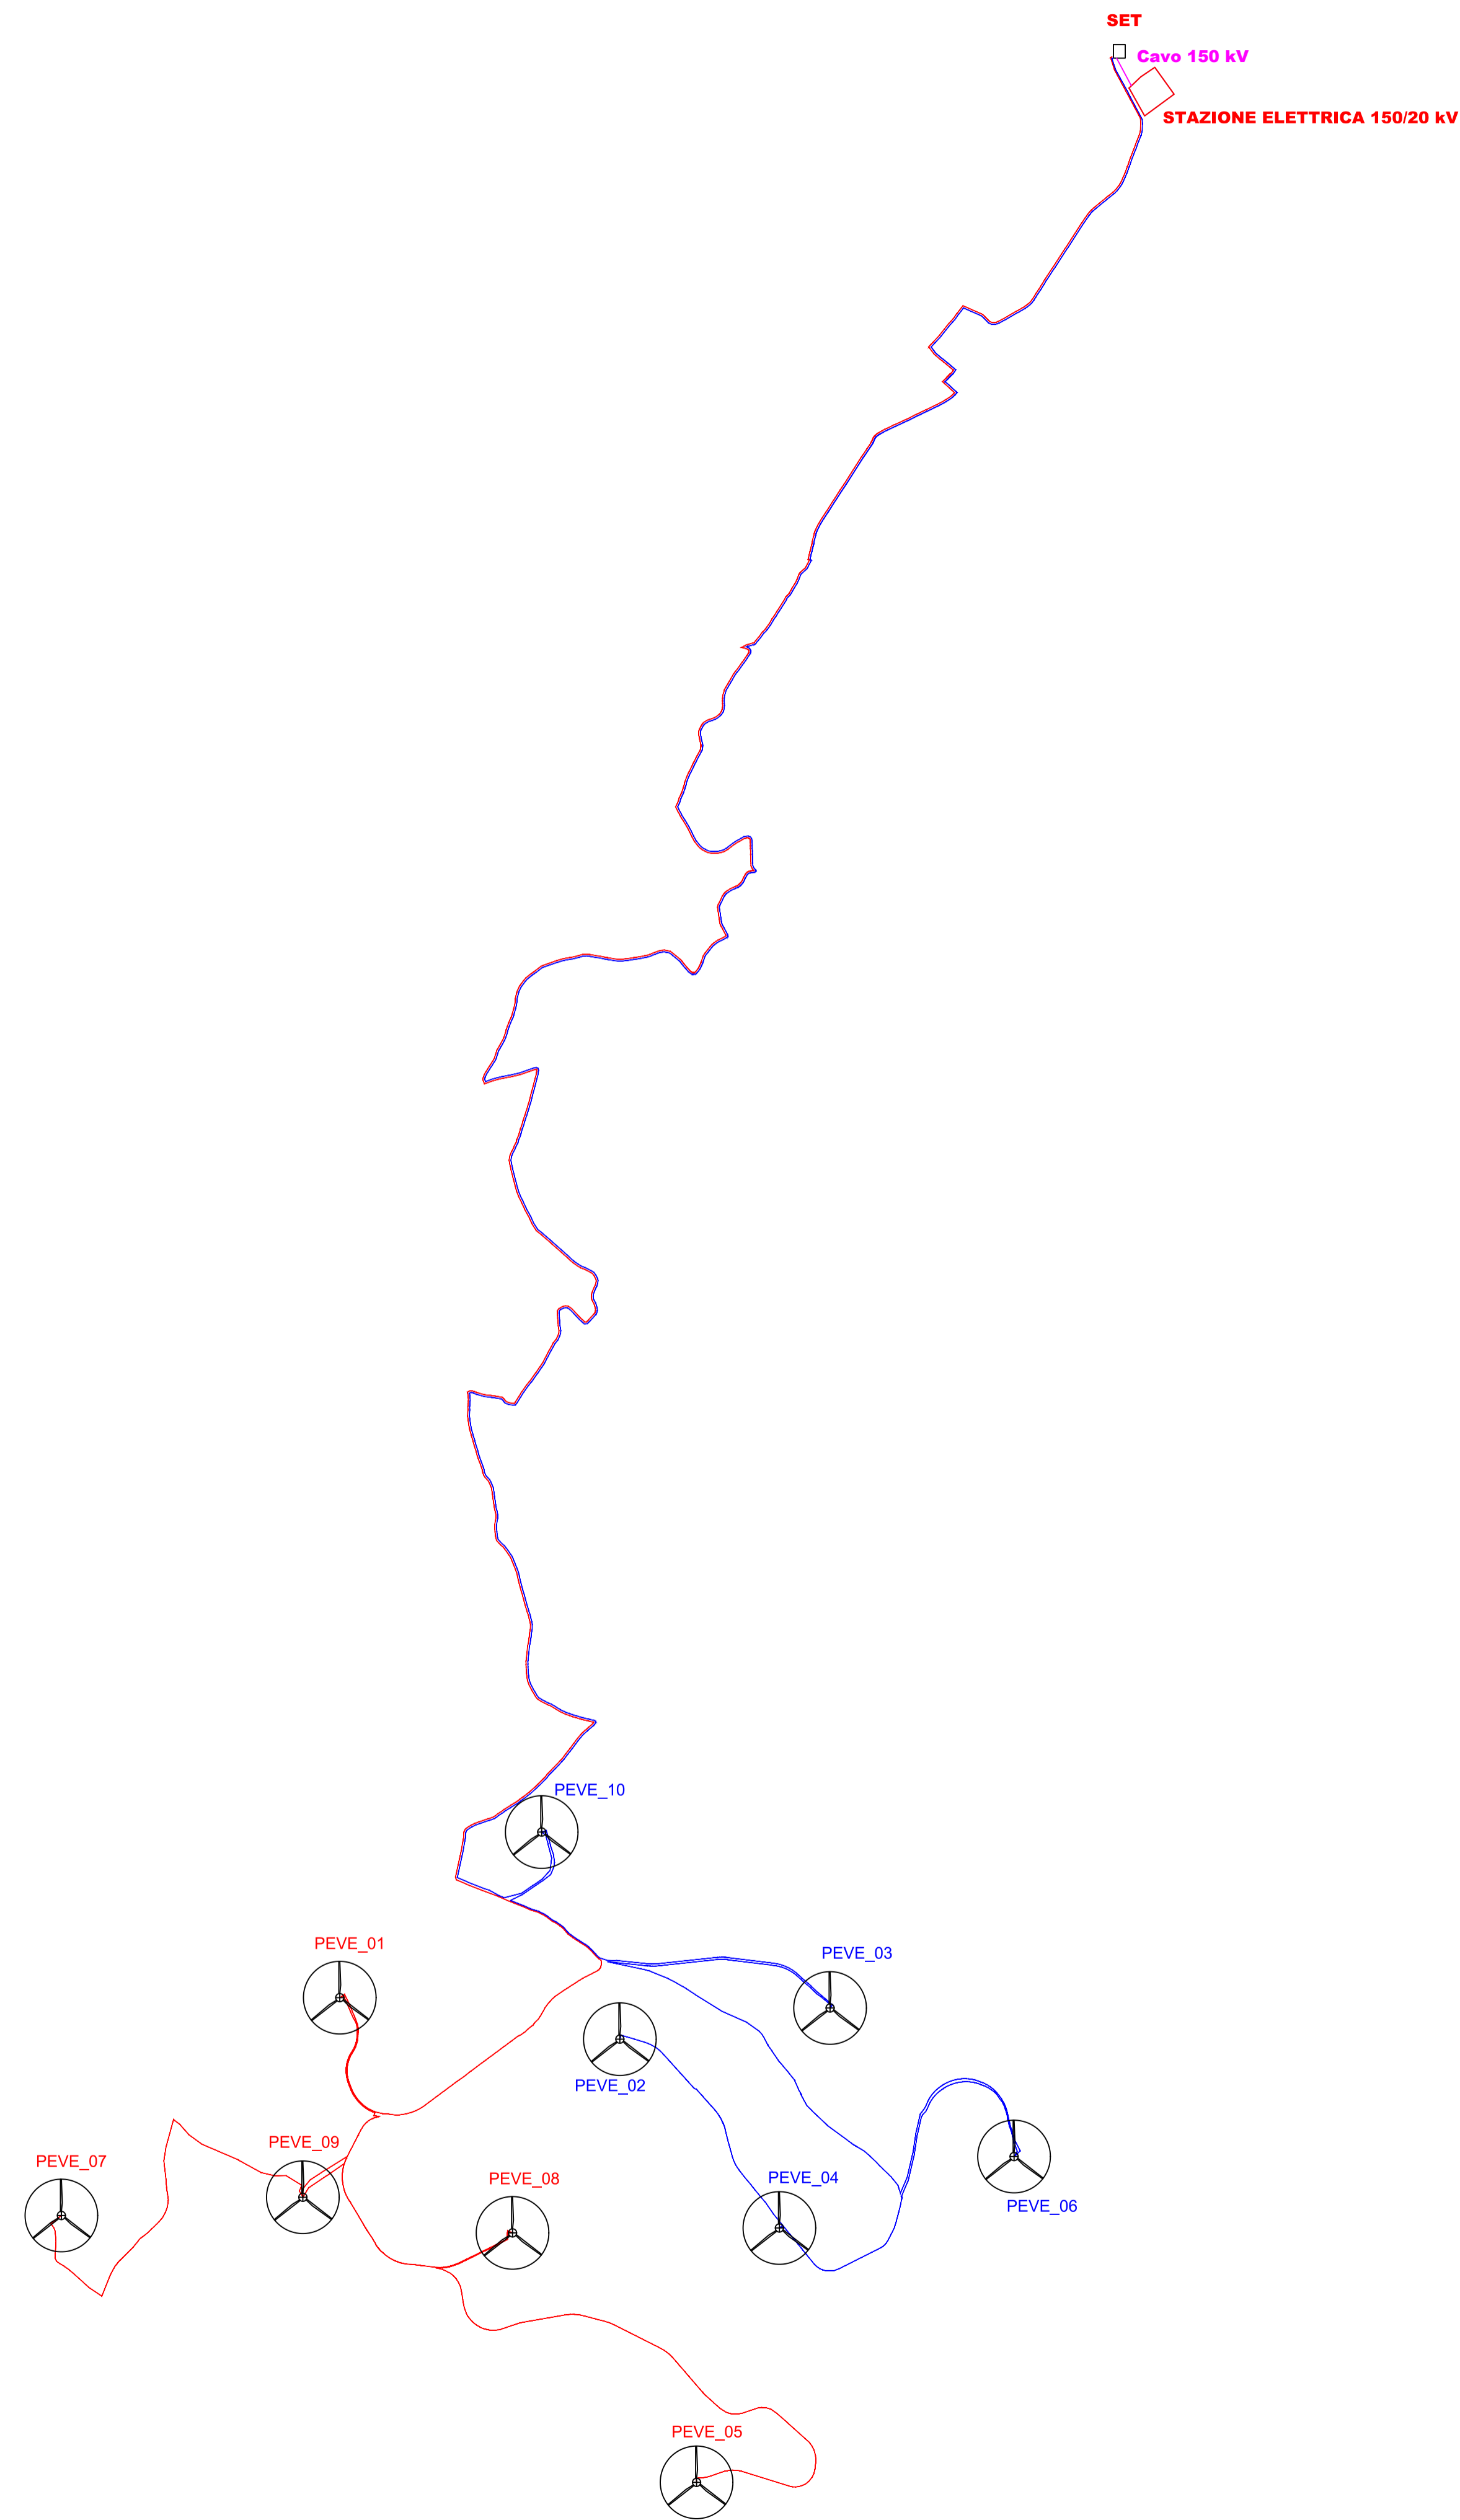 SET
Cavo 150 kV
STAZIONE ELETTRICA 150/20 kV
PEVE_10
PEVE_01
PEVE_03
PEVE_02
PEVE_09
PEVE_07
PEVE_08
PEVE_04
PEVE_06
PEVE_05